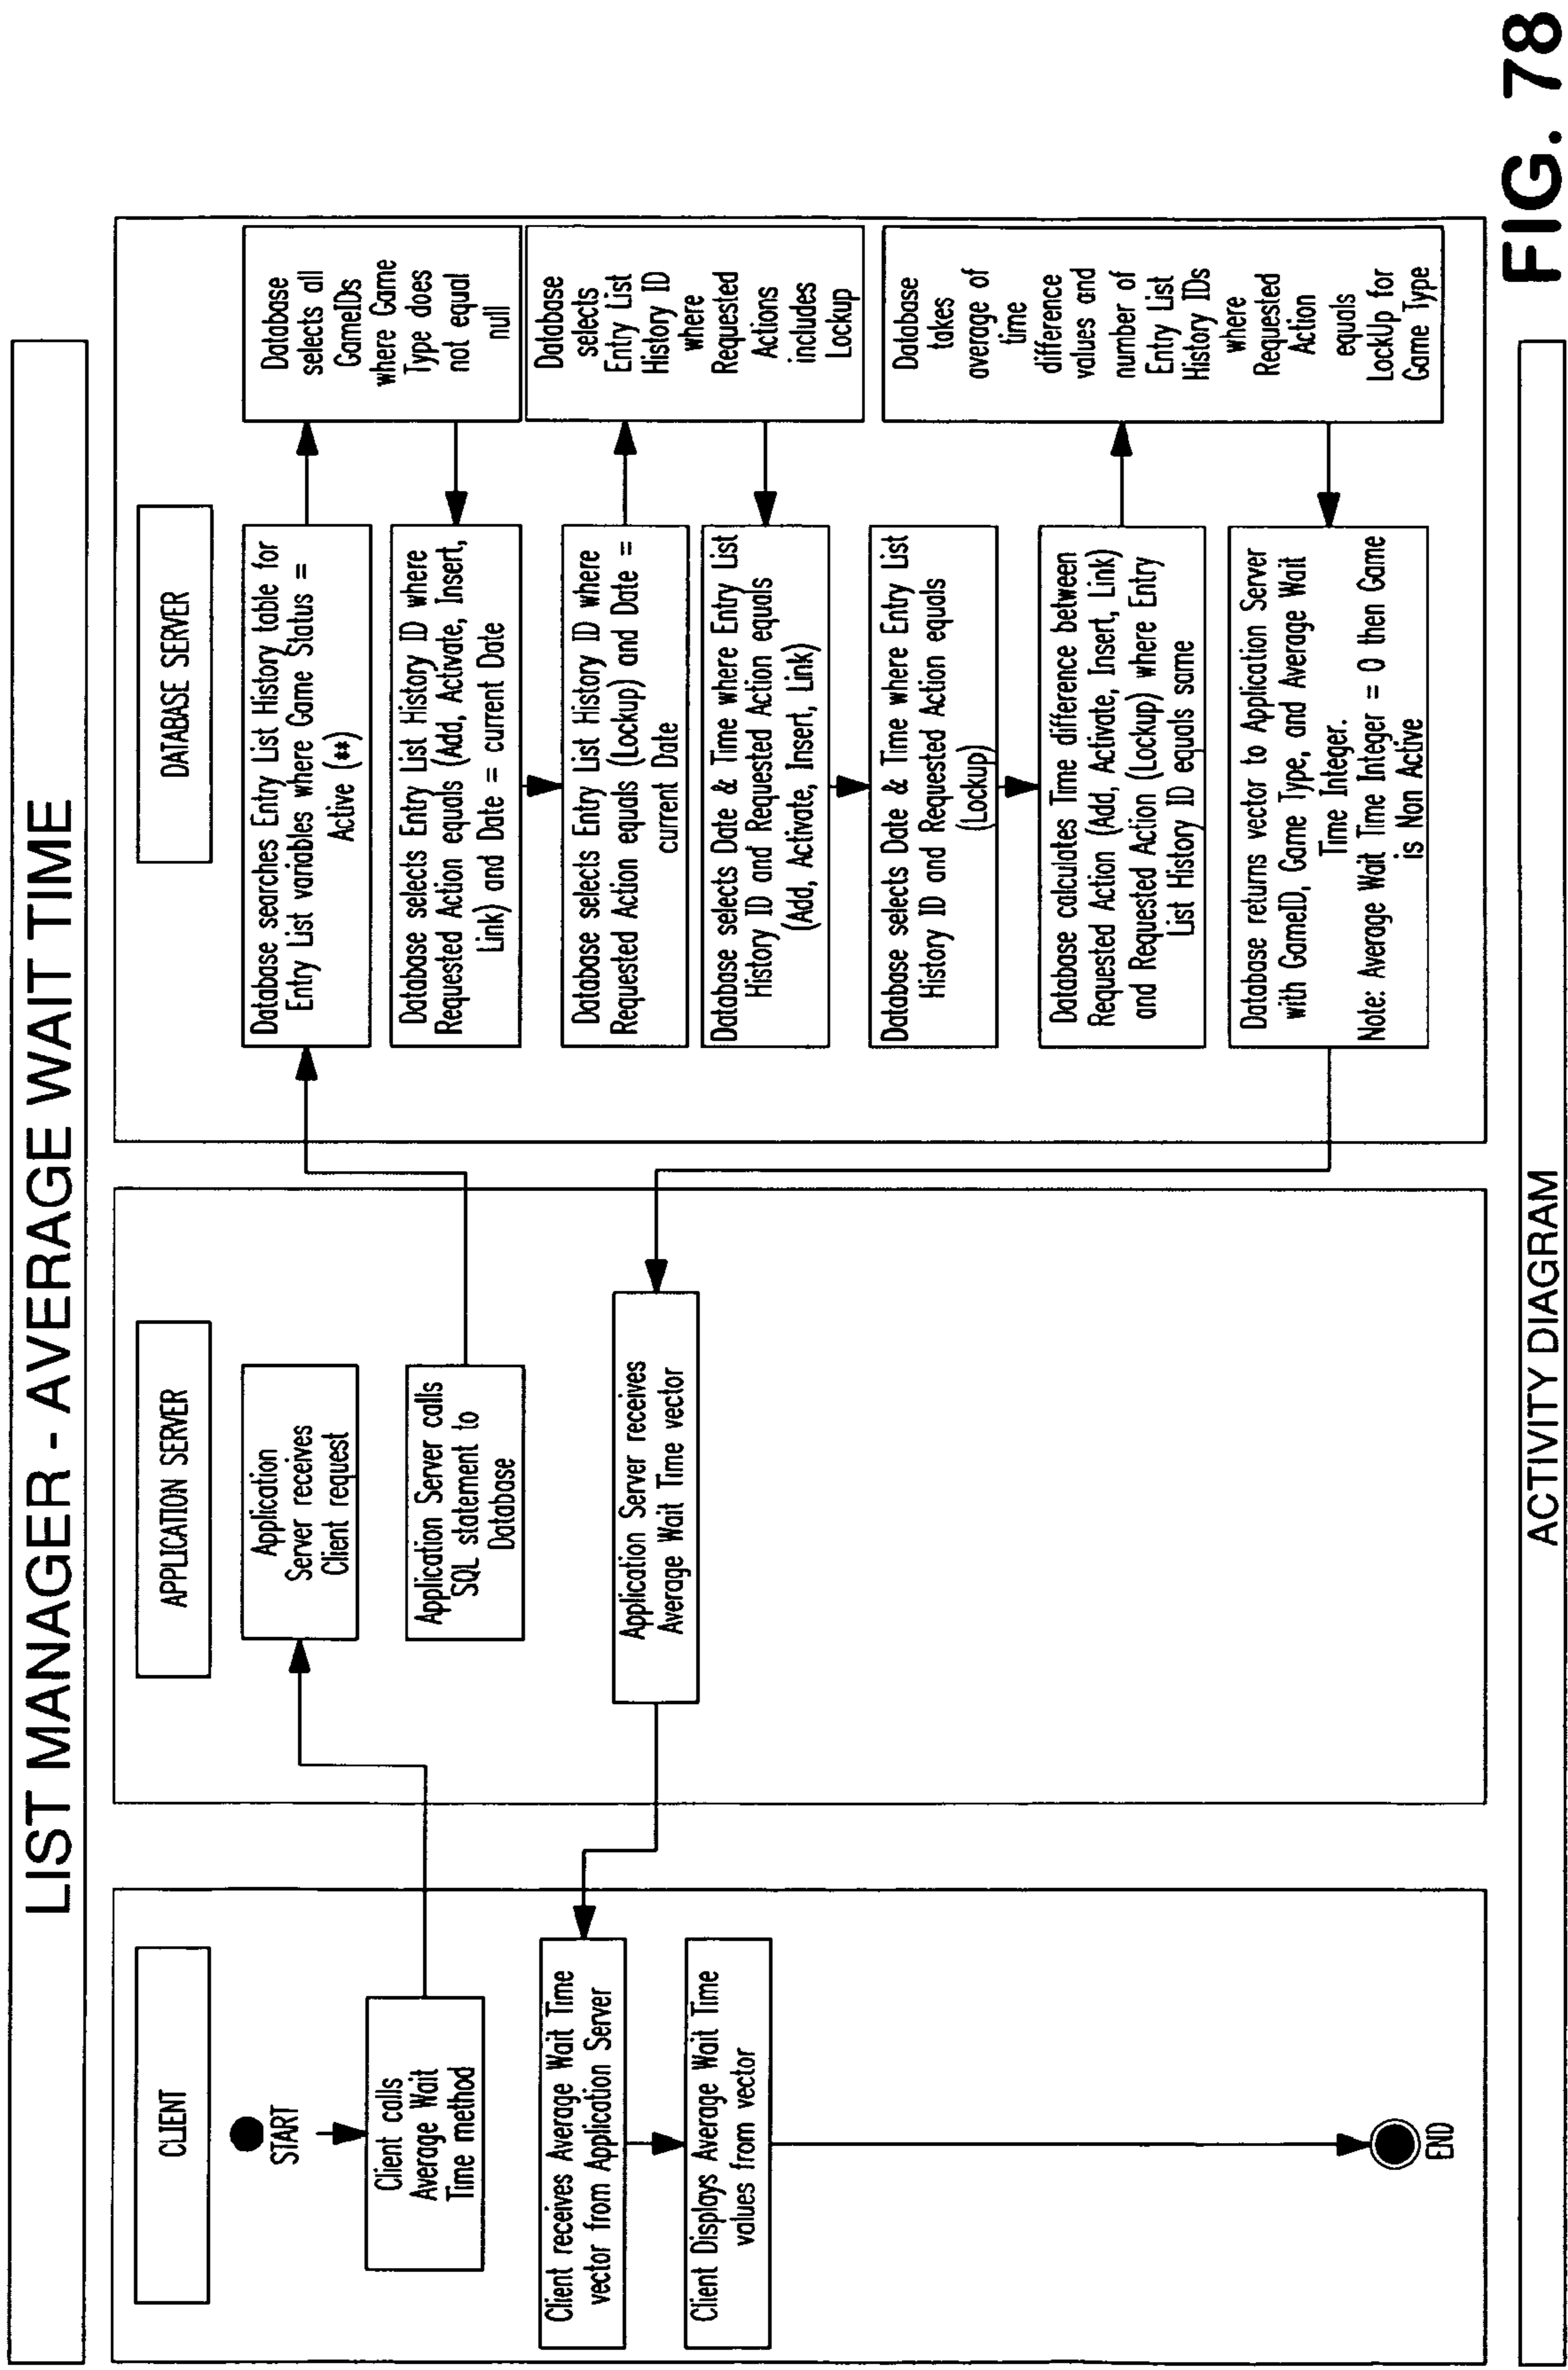 LIST MANAGER - AVERAGE WAIT TIME
CLIENT
START
Client calls
Average Wait
Time method
Client receives Average Wait Time
vector from Application Server
Client Displays Average Wait Time
values from vector
END
APPLICATION SERVER
Application
Server receives
Client request
Application Server calls
SQL statement to
Database
Application Server receives
Average Wait Time vector
DATABASE SERVER
Database searches Entry List History table for
Entry List variables where Game Status =
Active (**)
Database
selects all
GameIDs
where Game
Type does
not equal
null
Database selects Entry List History ID where
Requested Action equals (Add, Activate, Insert,
Link) and Date = current Date
Database selects Entry List History ID where
Requested Action equals (Lockup) and Date =
current Date
Database
selects
Entry List
History ID
where
Requested
Actions
includes
Lockup
Database selects Date & Time where Entry List
History ID and Requested Action equals
(Add, Activate, Insert, Link)
Database selects Date & Time where Entry List
History ID and Requested Action equals
(Lockup)
Database calculates Time difference between
Requested Action (Add, Activate, Insert, Link)
and Requested Action (Lockup) where Entry
List History ID equals same
Database
takes
average of
time
difference
values and
number of
Entry List
History IDs
where
Requested
Action
equals
LockUp for
Game Type
Database returns vector to Application Server
with GameID, Game Type, and Average Wait
Time Integer.
Note: Average Wait Time Integer = 0 then Game
is Non Active
ACTIVITY DIAGRAM
FIG. 78